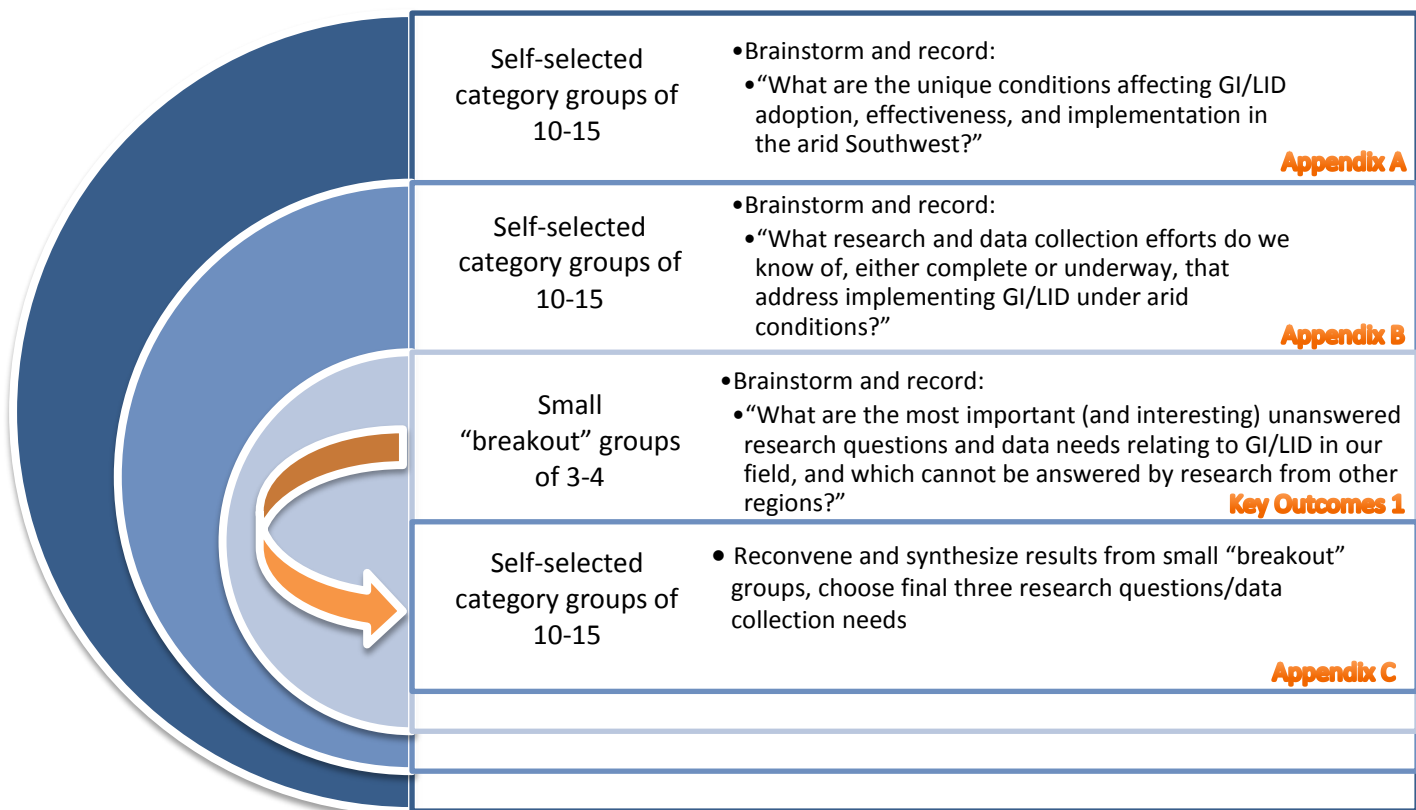 Self-selected
category groups of
10-15
•Brainstorm and record:
•“What are the unique conditions affecting GI/LID
adoption, effectiveness, and implementation in
the arid Southwest?”
Appendix A
Self-selected
category groups of
10-15
•Brainstorm and record:
•“What research and data collection efforts do we
know of, either complete or underway, that
address implementing GI/LID under arid
conditions?”
Appendix B
Small
“breakout” groups
of 3-4
•Brainstorm and record:
•“What are the most important (and interesting) unanswered
research questions and data needs relating to GI/LID in our
field, and which cannot be answered by research from other
regions?”
Key Outcomes 1
Self-selected
category groups of
10-15
• Reconvene and synthesize results from small “breakout”
groups, choose final three research questions/data
collection needs
Appendix C